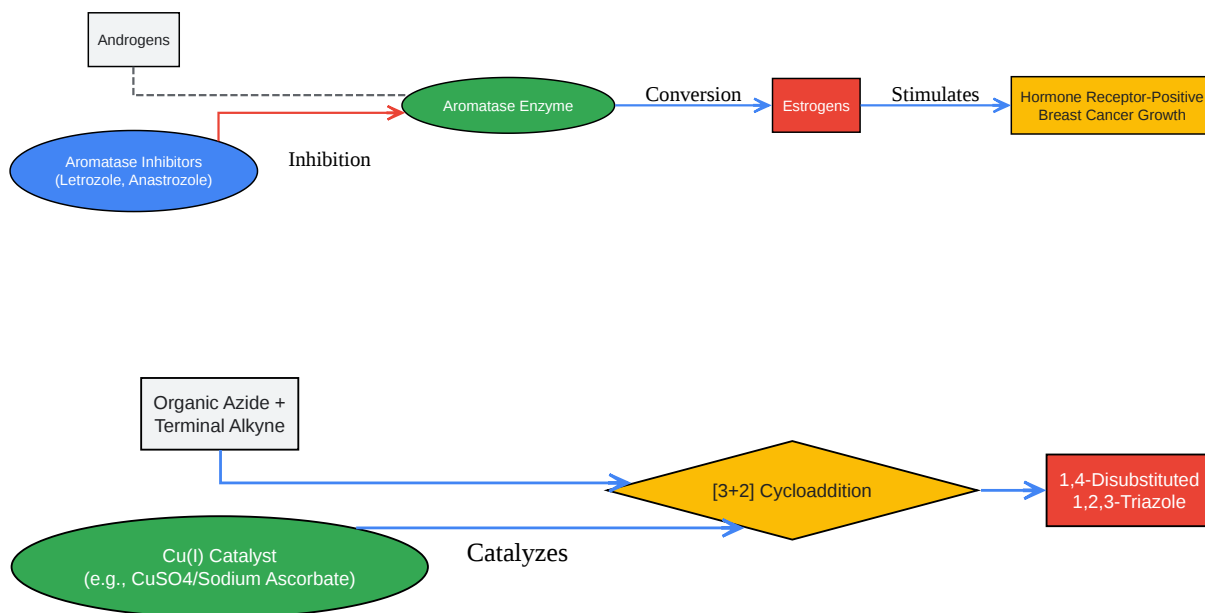 Androgens
Aromatase Enzyme
Conversion
Estrogens
Stimulates
Hormone Receptor-Positive
Breast Cancer Growth
Aromatase Inhibitors
(Letrozole, Anastrozole)
Inhibition
Organic Azide +
Terminal Alkyne
[3+2] Cycloaddition
1,4-Disubstituted
1,2,3-Triazole
Cu(I) Catalyst
(e.g., CuSO4/Sodium Ascorbate)
Catalyzes